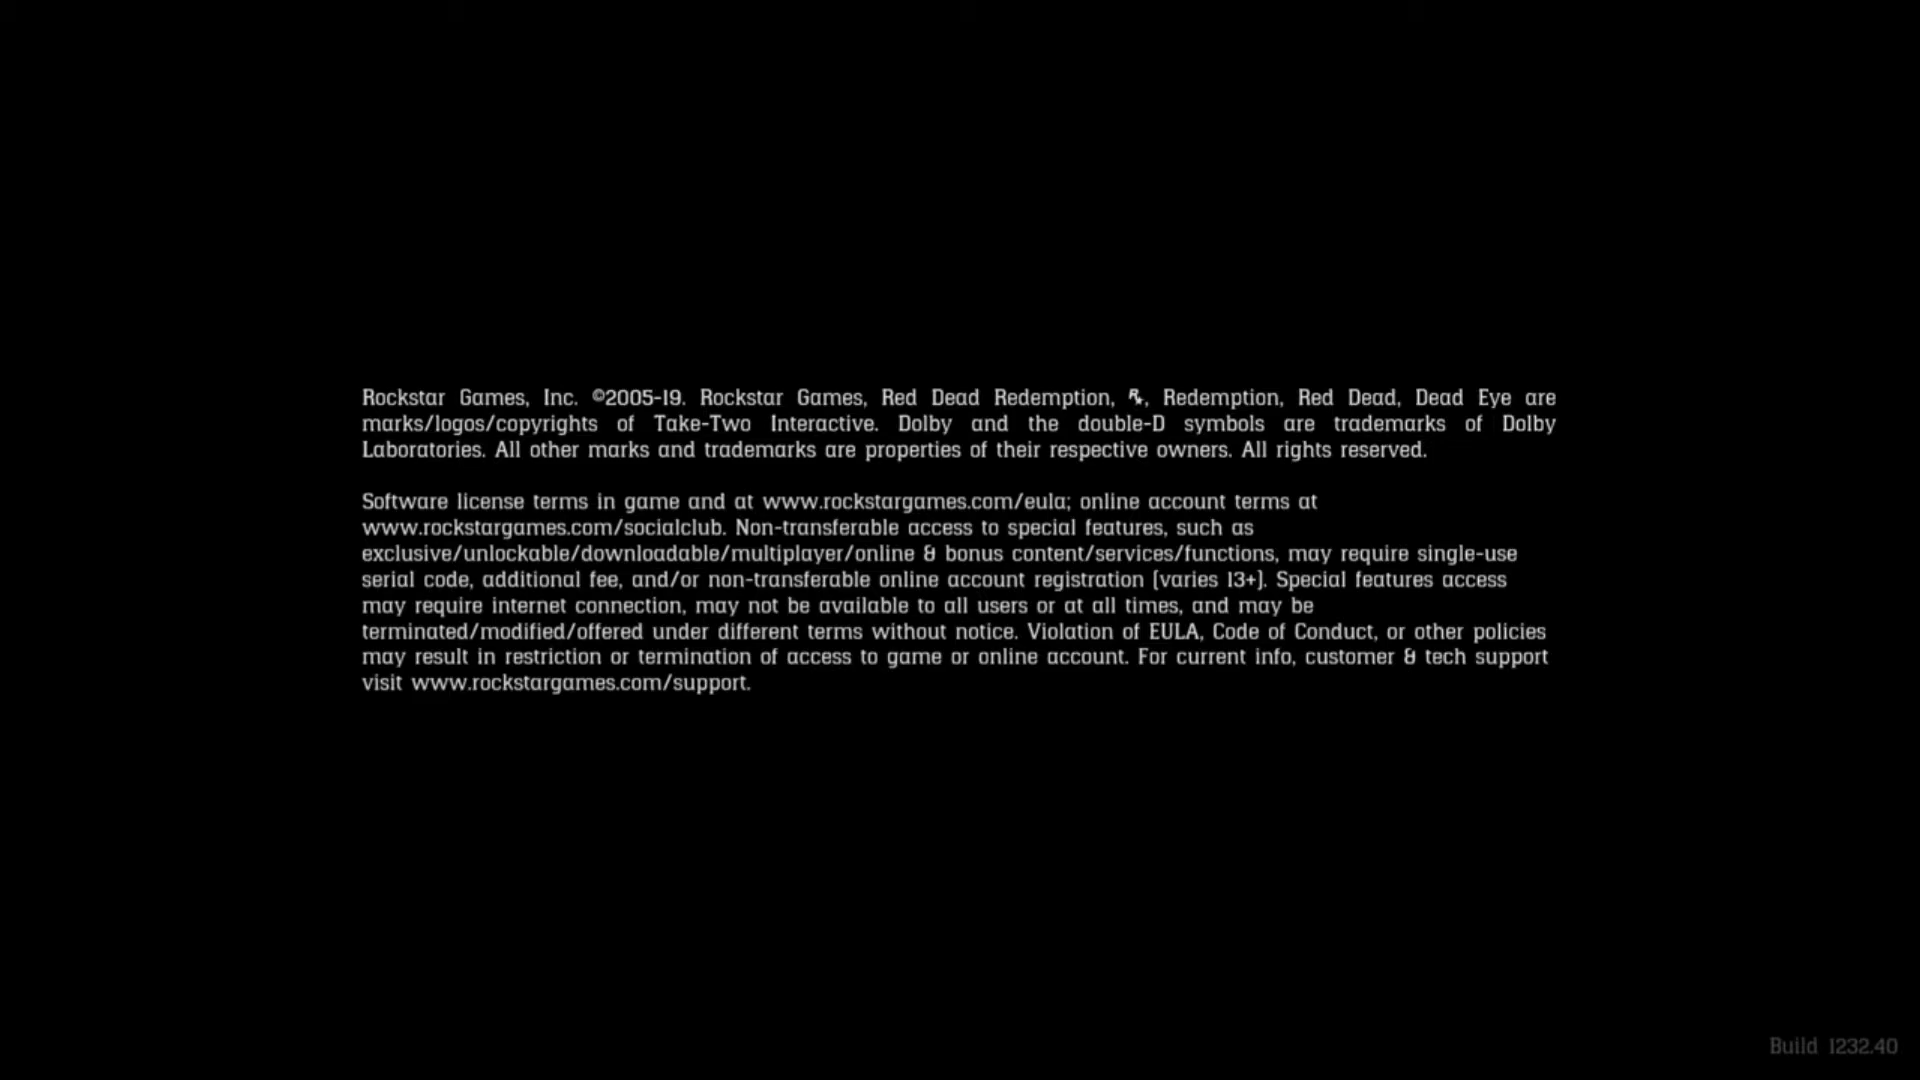 Rockstar Games, Inc. ©2005-19. Rockstar Games, Red Dead Redemption, R*, Redemption, Red Dead, Dead Eye are
marks/logos/copyrights of Take-Two Interactive. Dolby and the double-D symbols are trademarks of Dolby
Laboratories. All other marks and trademarks are properties of their respective owners. All rights reserved.
Software license terms in game and at www.rockstargames.com/eula; online account terms at
www.rockstargames.com/socialclub. Non-transferable access to special features, such as
exclusive/unlockable/downloadable/multiplayer/online & bonus content/services/functions, may require single-use
serial code, additional fee, and/or non-transferable online account registration (varies 13+). Special features access
may require internet connection, may not be available to all users or at all times, and may be
terminated/modified/offered under different terms without notice. Violation of EULA, Code of Conduct, or other policies
may result in restriction or termination of access to game or online account. For current info, customer & tech support
visit www.rockstargames.com/support.
Build 1232.40